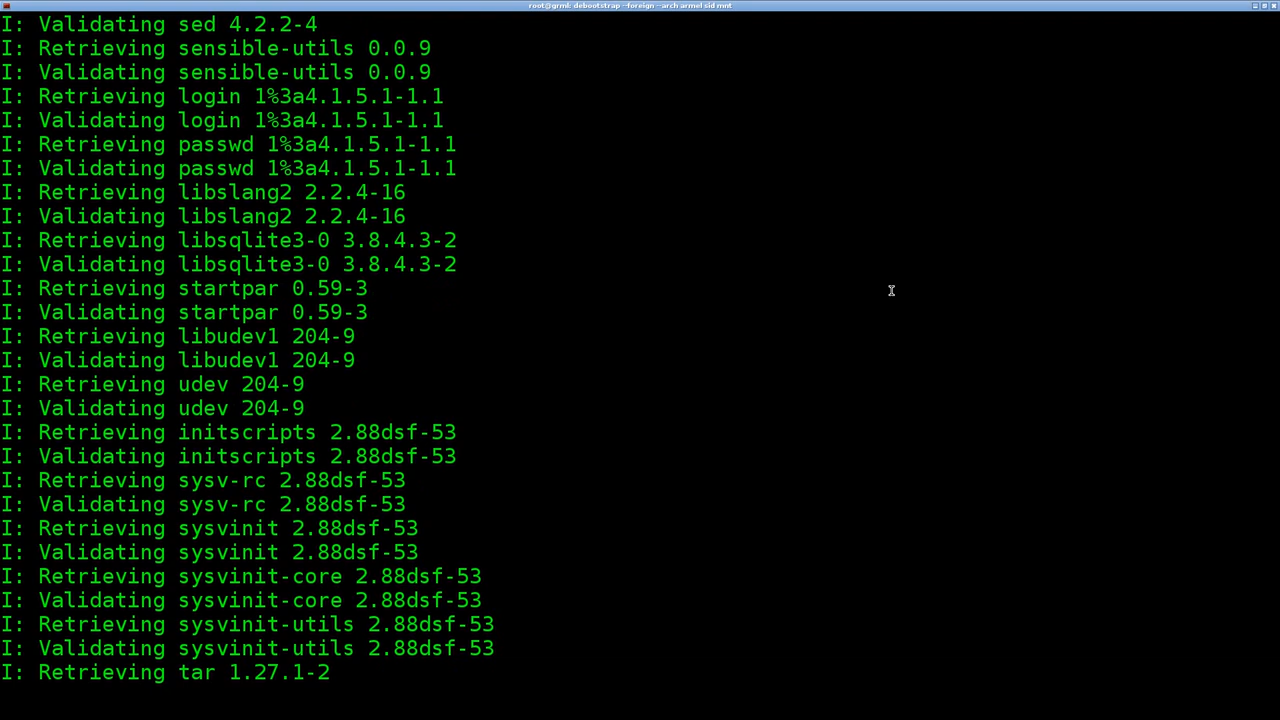 root@grml: debootstrap --foreign --arch armel sid mnt
I: Validating sed 4.2.2-4
I: Retrieving sensible-utils 0.0.9
I: Validating sensible-utils 0.0.9
I: Retrieving login 1%3a4.1.5.1-1.1
I: Validating login 1%3a4.1.5.1-1.1
I: Retrieving passwd 1%3a4.1.5.1-1.1
I: Validating passwd 1%3a4.1.5.1-1.1
I: Retrieving libslang2 2.2.4-16
I: Validating libslang2 2.2.4-16
I: Retrieving libsqlite3-0 3.8.4.3-2
I: Validating libsqlite3-0 3.8.4.3-2
I: Retrieving startpar 0.59-3
I: Validating startpar 0.59-3
I: Retrieving libudev1 204-9
I: Validating libudev1 204-9
I: Retrieving udev 204-9
I: Validating udev 204-9
I: Retrieving initscripts 2.88dsf-53
I: Validating initscripts 2.88dsf-53
I: Retrieving sysv-rc 2.88dsf-53
I: Validating sysv-rc 2.88dsf-53
I: Retrieving sysvinit 2.88dsf-53
I: Validating sysvinit 2.88dsf-53
I: Retrieving sysvinit-core 2.88dsf-53
I: Validating sysvinit-core 2.88dsf-53
I: Retrieving sysvinit-utils 2.88dsf-53
I: Validating sysvinit-utils 2.88dsf-53
I: Retrieving tar 1.27.1-2